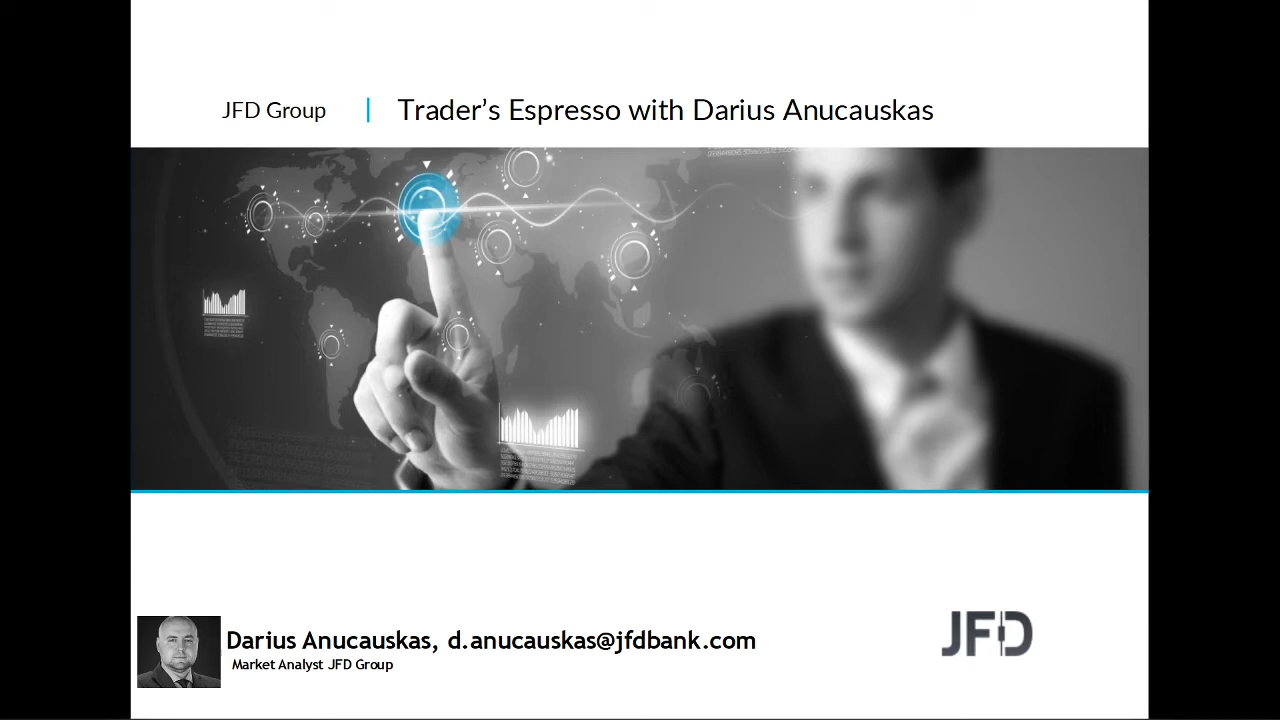 JFD Group
Trader’s Espresso with Darius Anucauskas
Darius Anucauskas, d.anucauskas@jfdbank.com
Market Analyst JFD Group
JFD